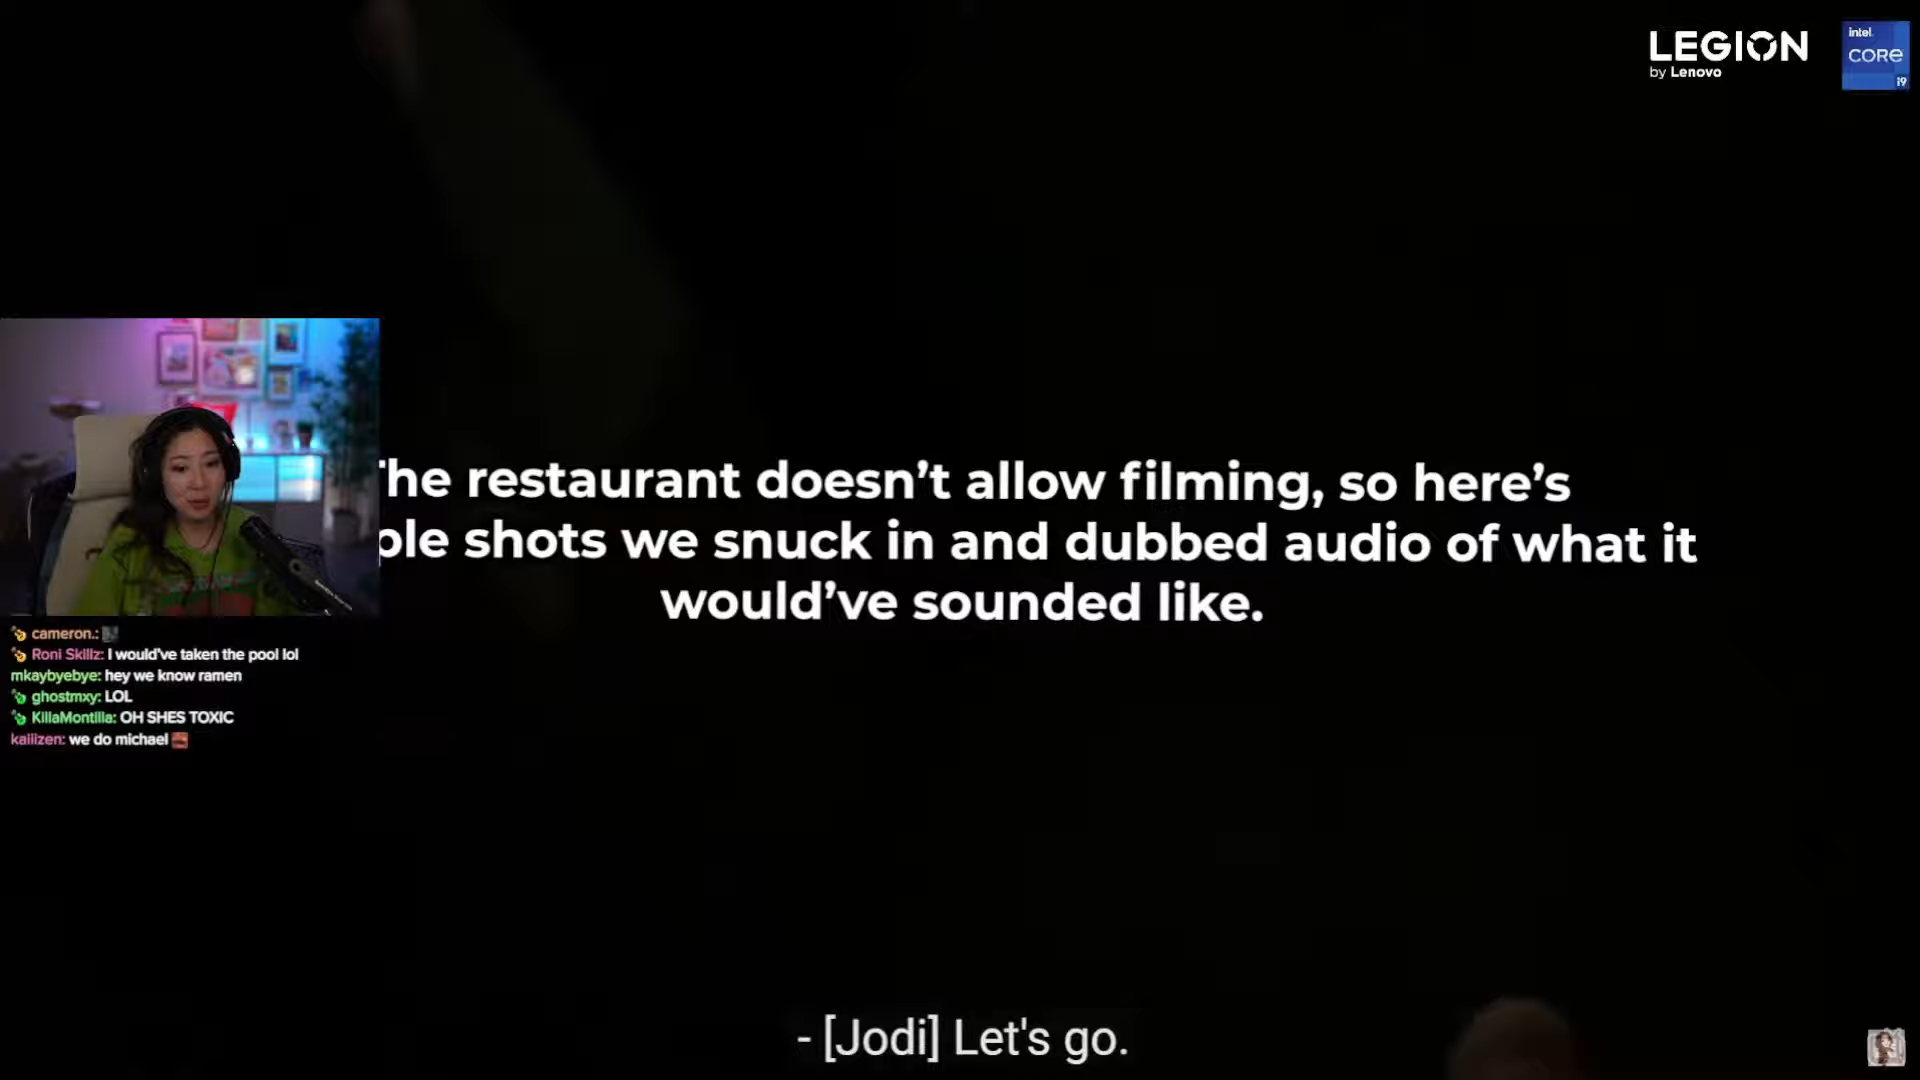 LEGION
by Lenovo
intel.
CORE
i9
he restaurant doesn’t allow filming, so here’s
ple shots we snuck in and dubbed audio of what it
would’ve sounded like.
cameron.:
Roni Skillz: I would've taken the pool lol
mkaybyebye: hey we know ramen
ghostmxy: LOL
KillaMontilla: OH SHES TOXIC
kaiiizen: we do michael
- [Jodi] Let's go.